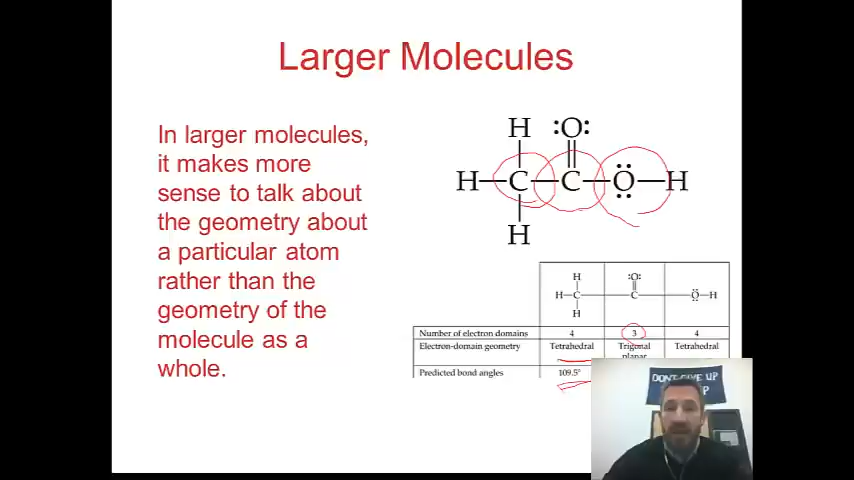 Larger Molecules
In larger molecules,
it makes more
sense to talk about
the geometry about
a particular atom
rather than the
geometry of the
molecule as a
whole.
H :O:
H C C O H
H
H :O:
H C C O H
H
Number of electron domains 4 3 4
Electron-domain geometry Tetrahedral Trigonal planar Tetrahedral
Predicted bond angles 109.5°
DON'T GIVE UP
UP